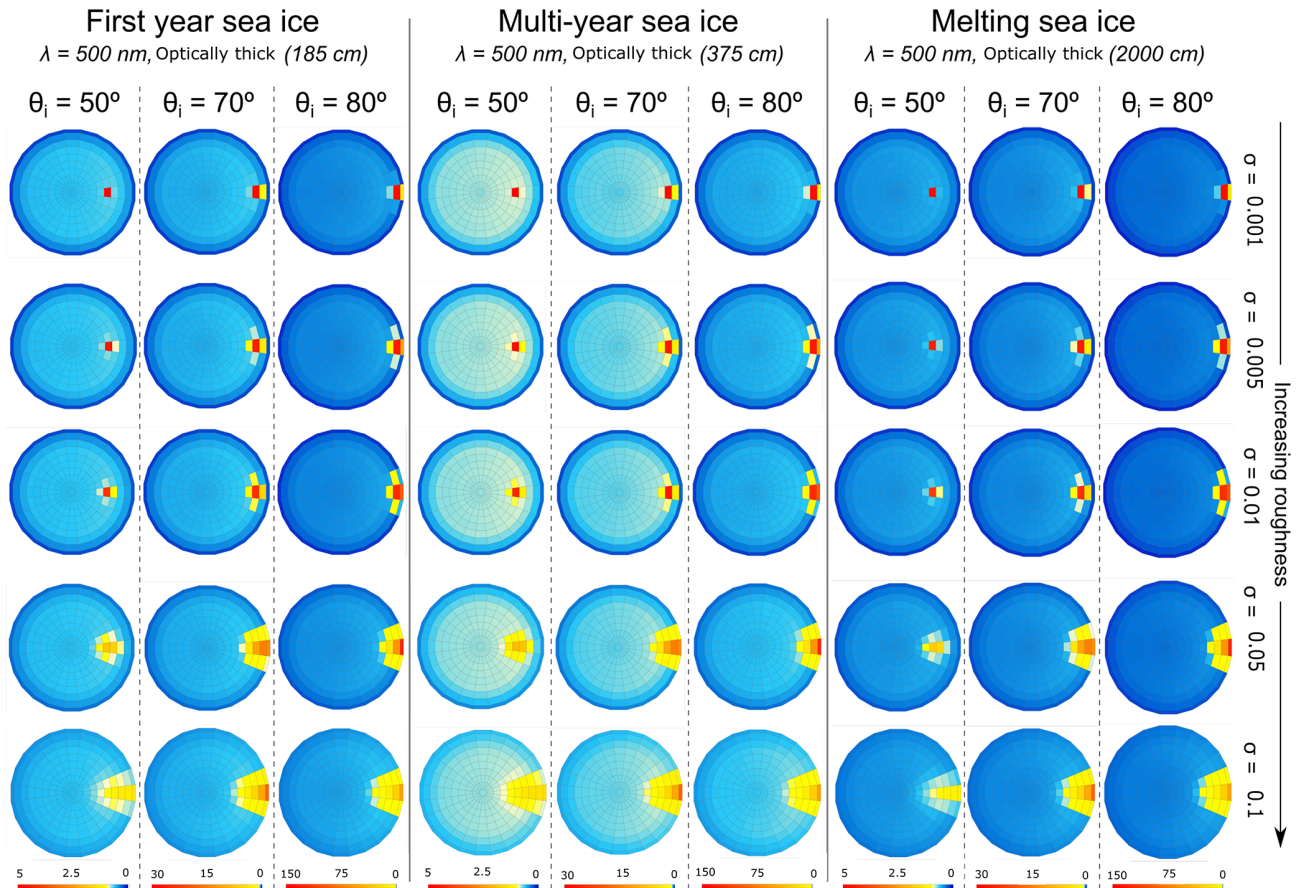 First year sea ice
λ = 500 nm, Optically thick (185 cm)
θi = 50º
θi = 70º
θi = 80º
Multi-year sea ice
λ = 500 nm, Optically thick (375 cm)
θi = 50º
θi = 70º
θi = 80º
Melting sea ice
λ = 500 nm, Optically thick (2000 cm)
θi = 50º
θi = 70º
θi = 80º
σ = 0.001
σ = 0.005
σ = 0.01
σ = 0.05
σ = 0.1
Increasing roughness
5 2.5 0
30 15 0
150 75 0
5 2.5 0
30 15 0
150 75 0
5 2.5 0
30 15 0
150 75 0